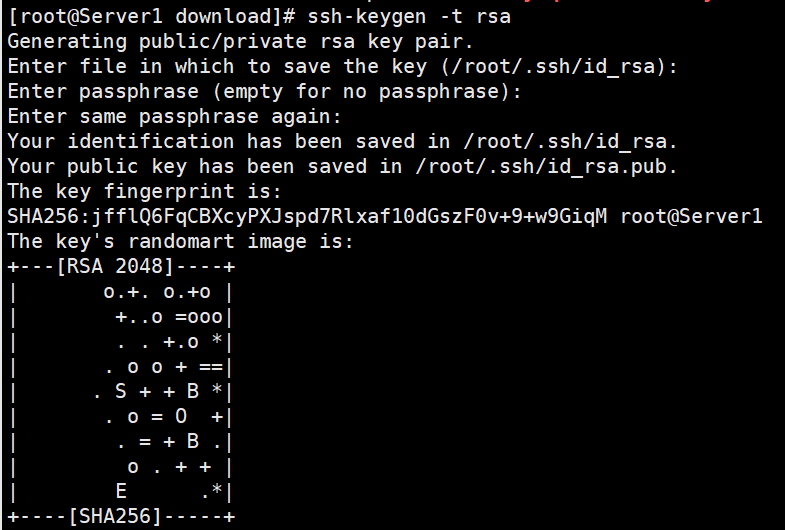 [root@Server1 download]# ssh-keygen -t rsa
Generating public/private rsa key pair.
Enter file in which to save the key (/root/.ssh/id_rsa):
Enter passphrase (empty for no passphrase):
Enter same passphrase again:
Your identification has been saved in /root/.ssh/id_rsa.
Your public key has been saved in /root/.ssh/id_rsa.pub.
The key fingerprint is:
SHA256:jfflQ6FqCBXcyPXJspd7Rlxaf10dGszF0v+9+w9GiqM root@Server1
The key's randomart image is:
+---[RSA 2048]----+
|       o.+. o.+o |
|        +..o =ooo|
|        . . +.o *|
|       . o o + ==|
|      . S + + B *|
|       . o = O  +|
|        . = + B .|
|         o . + + |
|        E      .*|
+----[SHA256]-----+